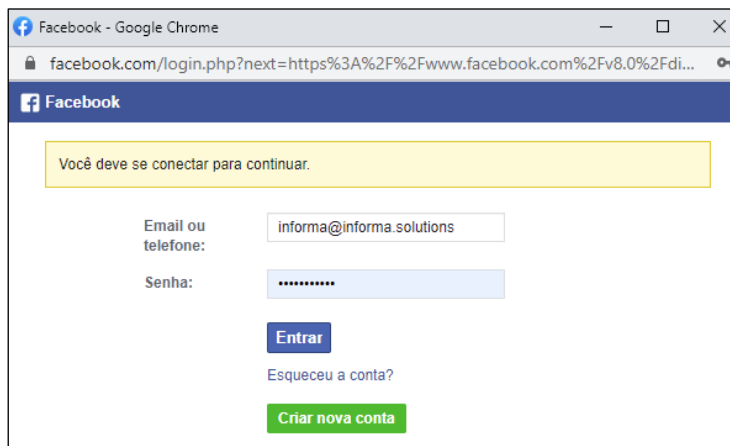 Facebook - Google Chrome
facebook.com/login.php?next=https%3A%2F%2Fwww.facebook.com%2Fv8.0%2Fdi...
Facebook
Você deve se conectar para continuar.
Email ou
telefone:
informa@informa.solutions
Senha:
•••••••••••
Entrar
Esqueceu a conta?
Criar nova conta